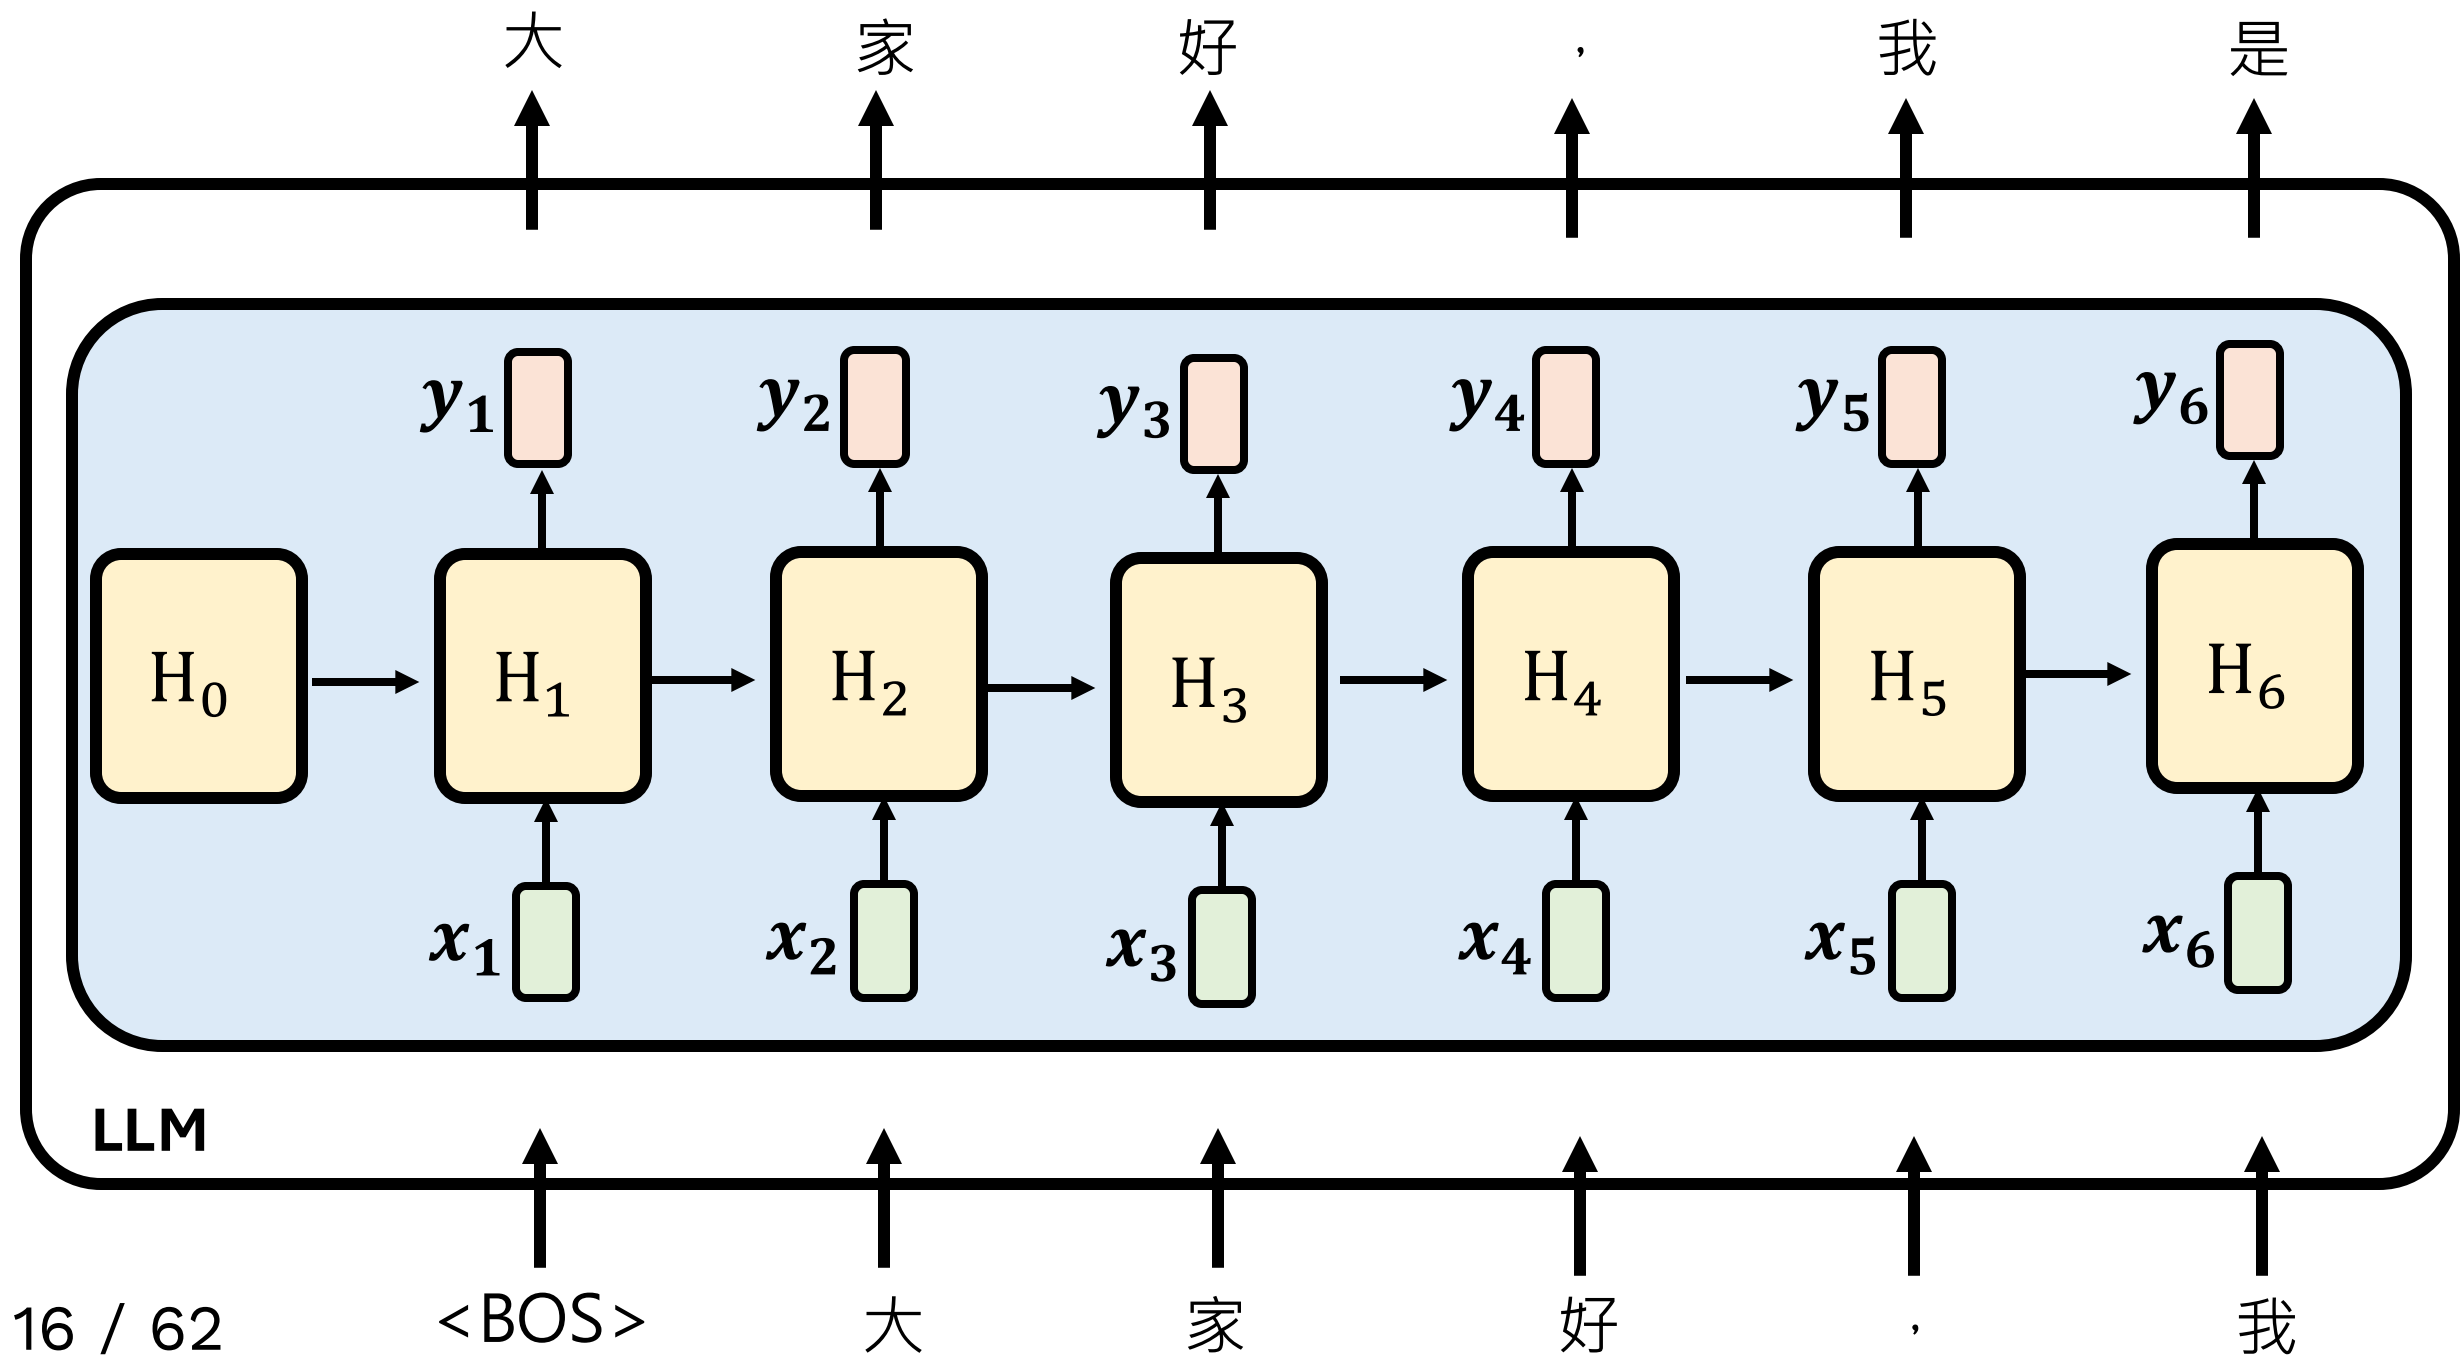 大 家 好 , 我 是
y1 y2 y3 y4 y5 y6
H0 H1 H2 H3 H4 H5 H6
x1 x2 x3 x4 x5 x6
LLM
<BOS> 大 家 好 , 我
16 / 62